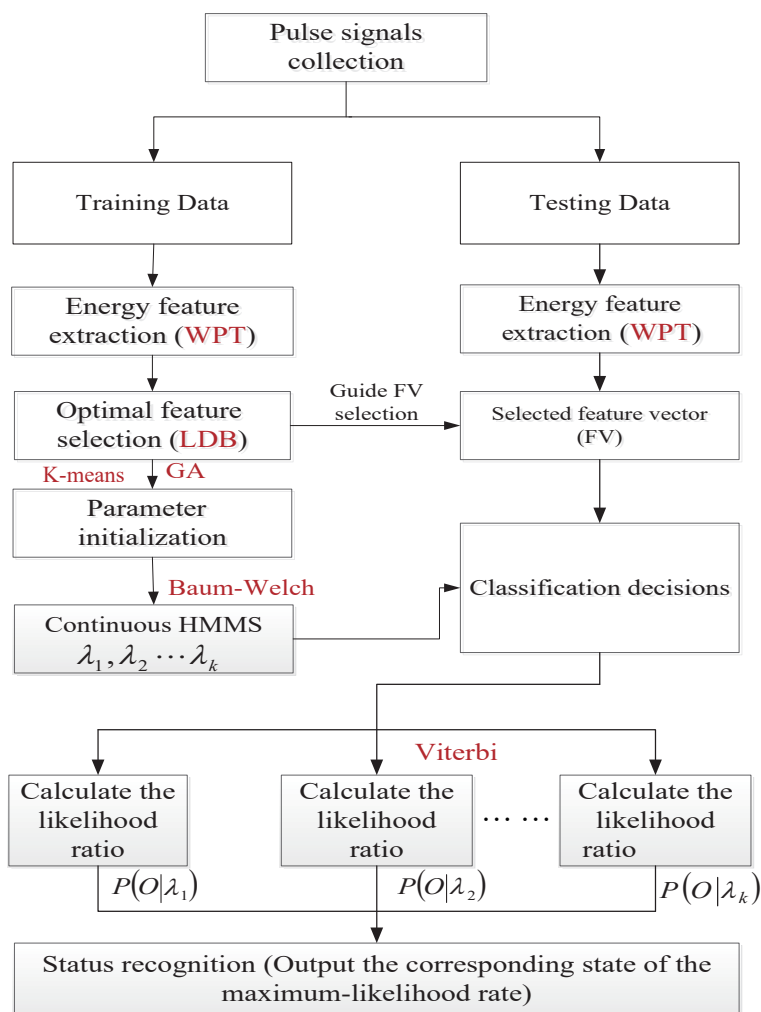 Pulse signals
collection
Training Data
Testing Data
Energy feature
extraction (WPT)
Energy feature
extraction (WPT)
Optimal feature
selection (LDB)
Guide FV
selection
Selected feature vector
(FV)
K-means
GA
Parameter
initialization
Baum-Welch
Classification decisions
Continuous HMMS
λ₁, λ₂ ⋯ λₖ
Viterbi
Calculate the
likelihood
ratio
Calculate the
likelihood
ratio
⋯ ⋯
Calculate the
likelihood
ratio
P(O|λ₁)
P(O|λ₂)
P(O|λₖ)
Status recognition (Output the corresponding state of the
maximum-likelihood rate)